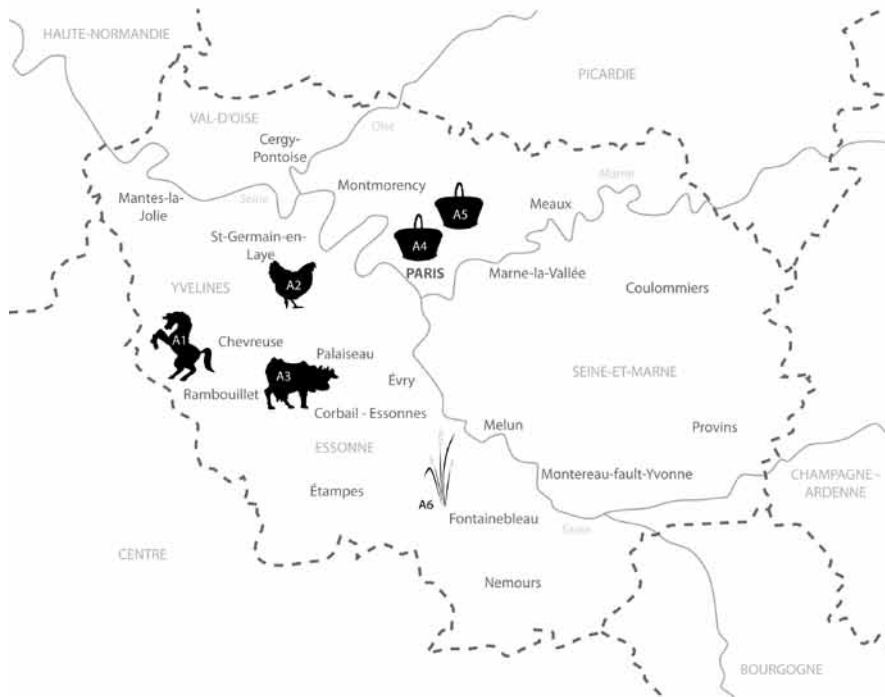 HAUTE-NORMANDIE
PICARDIE
VAL-D'OISE
Oise
Cergy-
Pontoise
Marne
Montmorency
Mantes-la-
Jolie
Seine
A5
Meaux
St-Germain-en-
Laye
A4
PARIS
Marne-la-Vallée
YVELINES
A2
Coulommiers
A1
Chevreuse
Palaiseau
A3
Évry
SEINE-ET-MARNE
Rambouillet
Corbail - Essonnes
Melun
Provins
ESSONNE
Montereau-fault-Yvonne
CHAMPAGNE-
ARDENNE
Étampes
A6
Fontainebleau
Seine
CENTRE
Nemours
BOURGOGNE